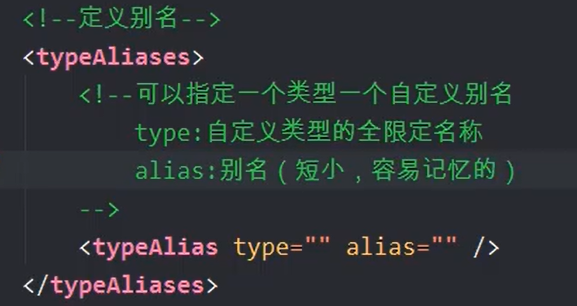 <!--定义别名-->
<typeAliases>
<!--可以指定一个类型一个自定义别名
type:自定义类型的全限定名称
alias:别名（短小，容易记忆的）
-->
<typeAlias type="" alias="" />
</typeAliases>